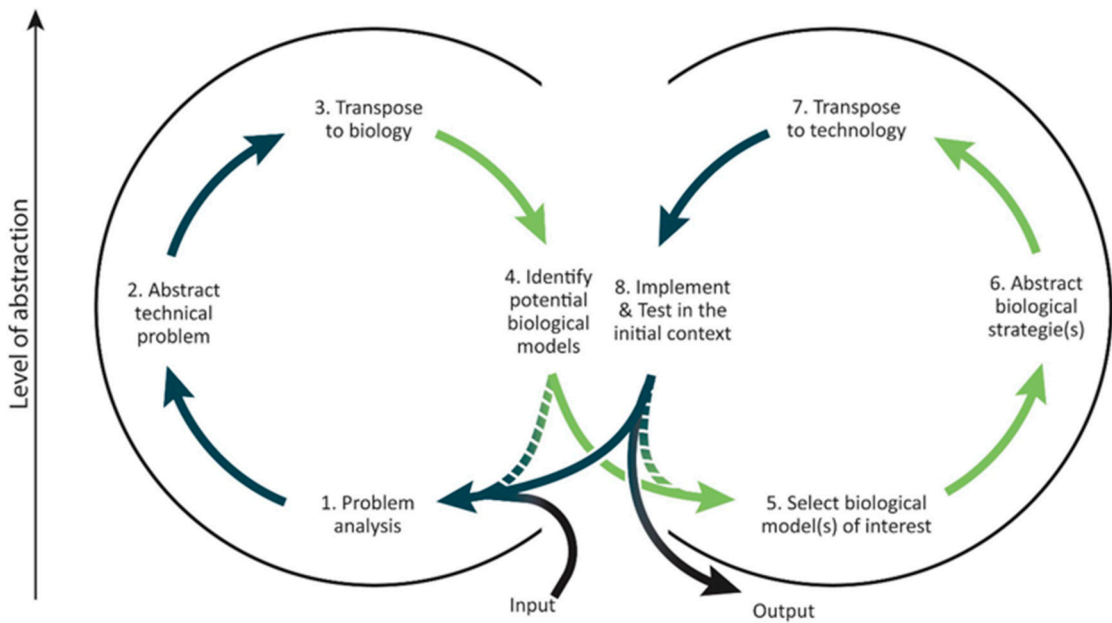 Level of abstraction
3. Transpose
to biology
7. Transpose
to technology
2. Abstract
technical
problem
4. Identify
potential
biological
models
8. Implement
& Test in the
initial context
6. Abstract
biological
strategie(s)
1. Problem
analysis
5. Select biological
model(s) of interest
Input
Output